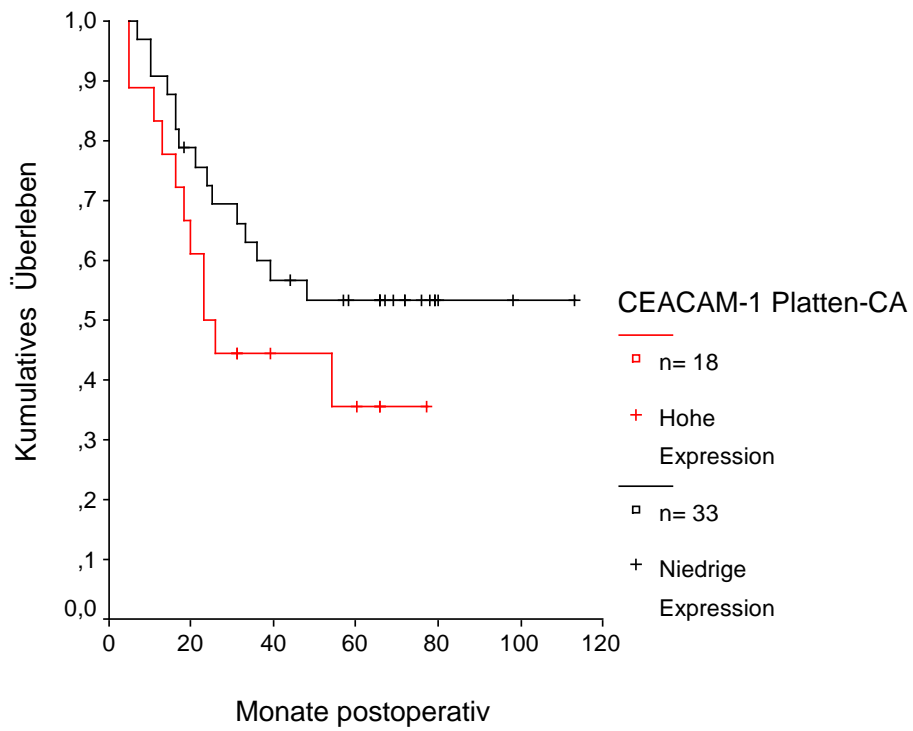 1,0
,9
,8
,7
,6
,5
,4
,3
,2
,1
0,0
Kumulatives Überleben
0 20 40 60 80 100 120
Monate postoperativ
CEACAM-1 Platten-CA
n= 18
Hohe
Expression
n= 33
Niedrige
Expression